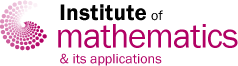 Institute of
mathematics
& its applications